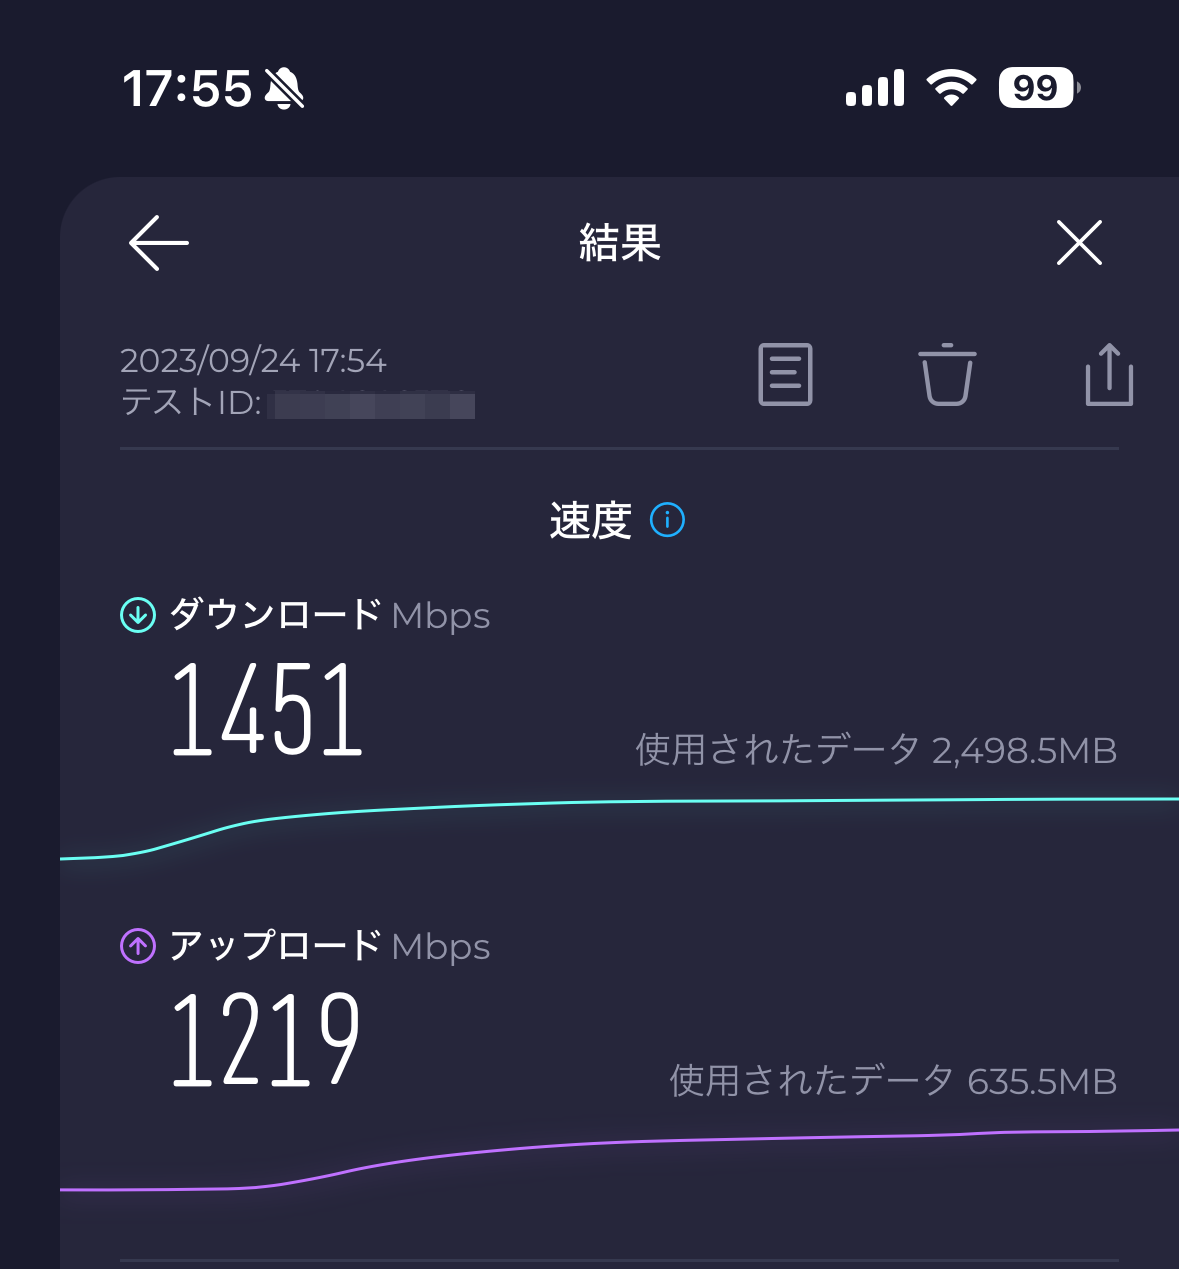 17:55 99
結果
2023/09/24 17:54
テストID:
速度
ダウンロード Mbps
1451
使用されたデータ 2,498.5MB
アップロード Mbps
1219
使用されたデータ 635.5MB